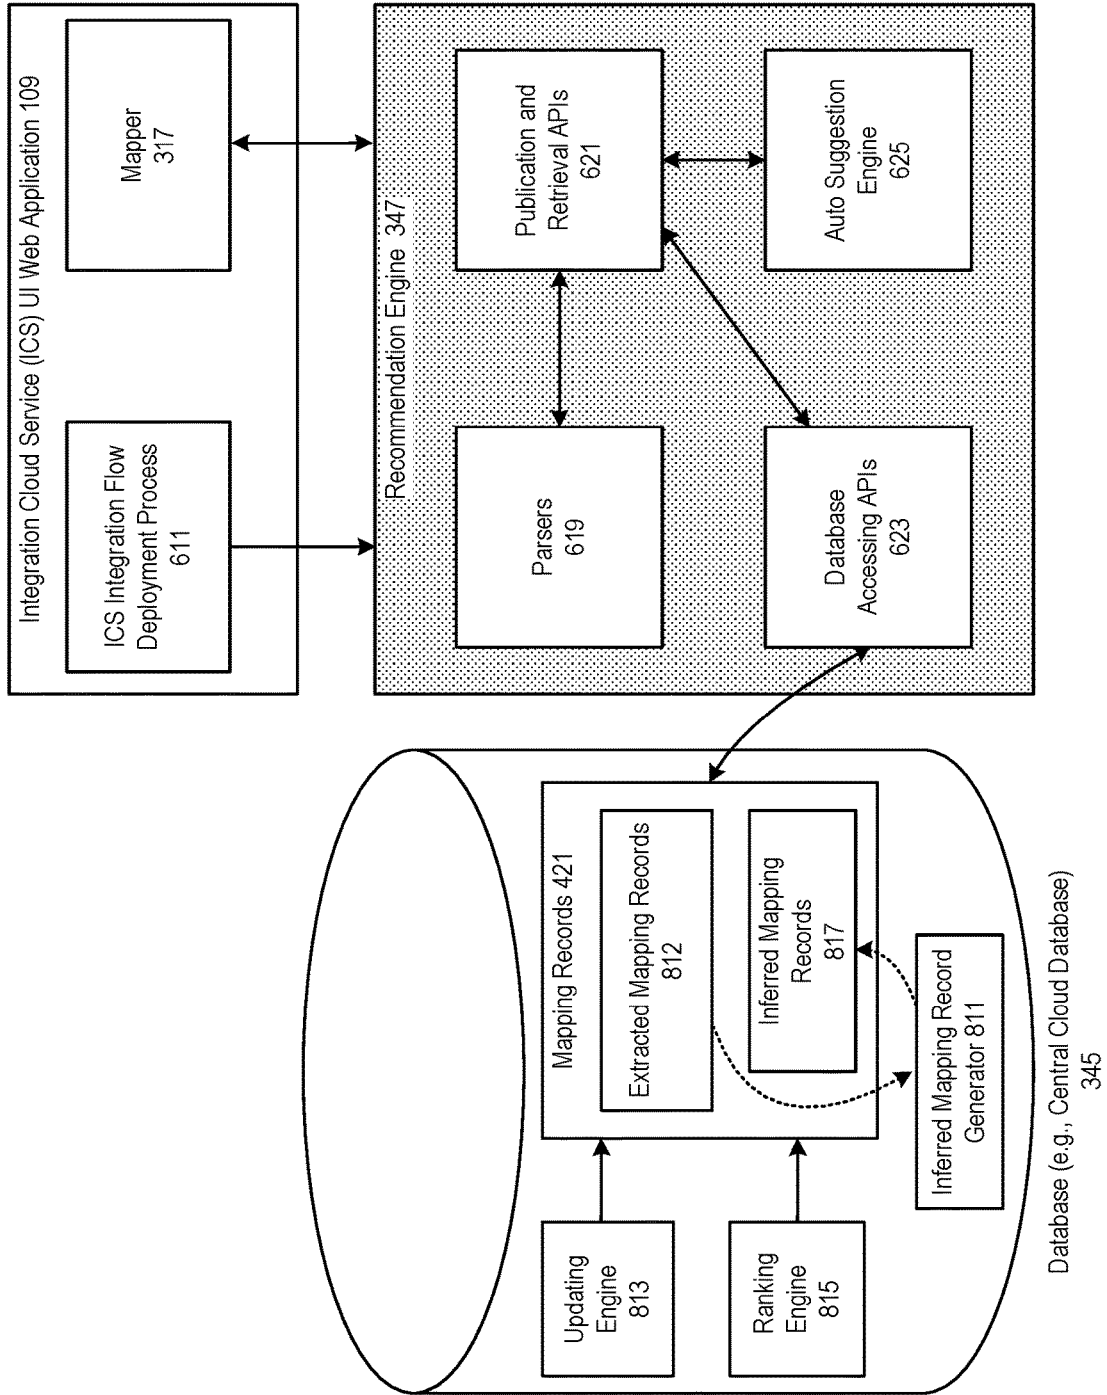 Integration Cloud Service (ICS) UI Web Application 109
ICS Integration Flow
Deployment Process
611
Mapper
317
Recommendation Engine 347
Parsers
619
Publication and
Retrieval APIs
621
Database
Accessing APIs
623
Auto Suggestion
Engine
625
Updating
Engine
813
Ranking
Engine
815
Mapping Records 421
Extracted Mapping Records
812
Inferred Mapping
Records
817
Inferred Mapping Record
Generator 811
Database (e.g., Central Cloud Database)
345